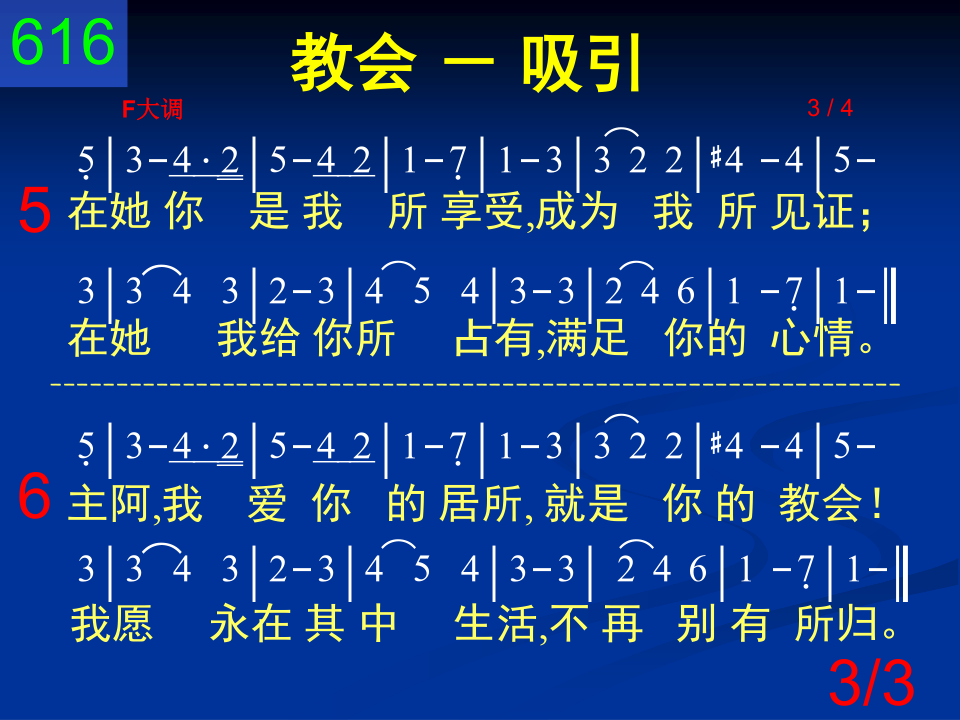 616
教会 － 吸引
F大调
3 / 4
5̣|3-4·2|5-4 2|1-7̣|1-3|3 2 2|♯4 -4|5-
5
在她 你 是 我 所 享受,成为 我 所 见证；
3|3 4 3|2-3|4 5 4|3-3|2 4 6|1 -7̣|1-‖
在她 我给 你所 占有,满足 你的 心情。
5̣|3-4·2|5-4 2|1-7̣|1-3|3 2 2|♯4 -4|5-
6
主阿,我 爱 你 的 居所, 就是 你 的 教会！
3|3 4 3|2-3|4 5 4|3-3|2 4 6|1 -7̣|1-‖
我愿 永在 其 中 生活,不 再 别 有 所归。
3/3